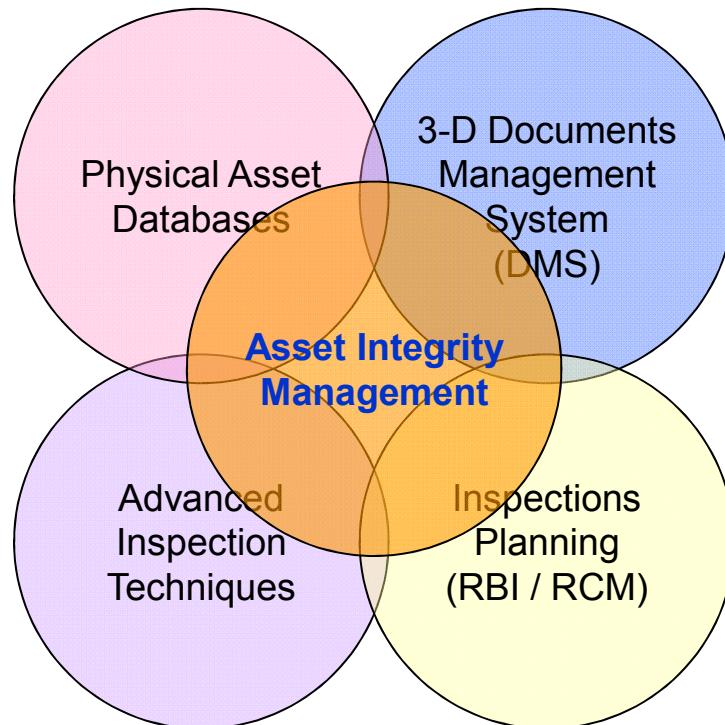 Physical Asset
Databases
3-D Documents
Management
System
(DMS)
Asset Integrity
Management
Advanced
Inspection
Techniques
Inspections
Planning
(RBI / RCM)